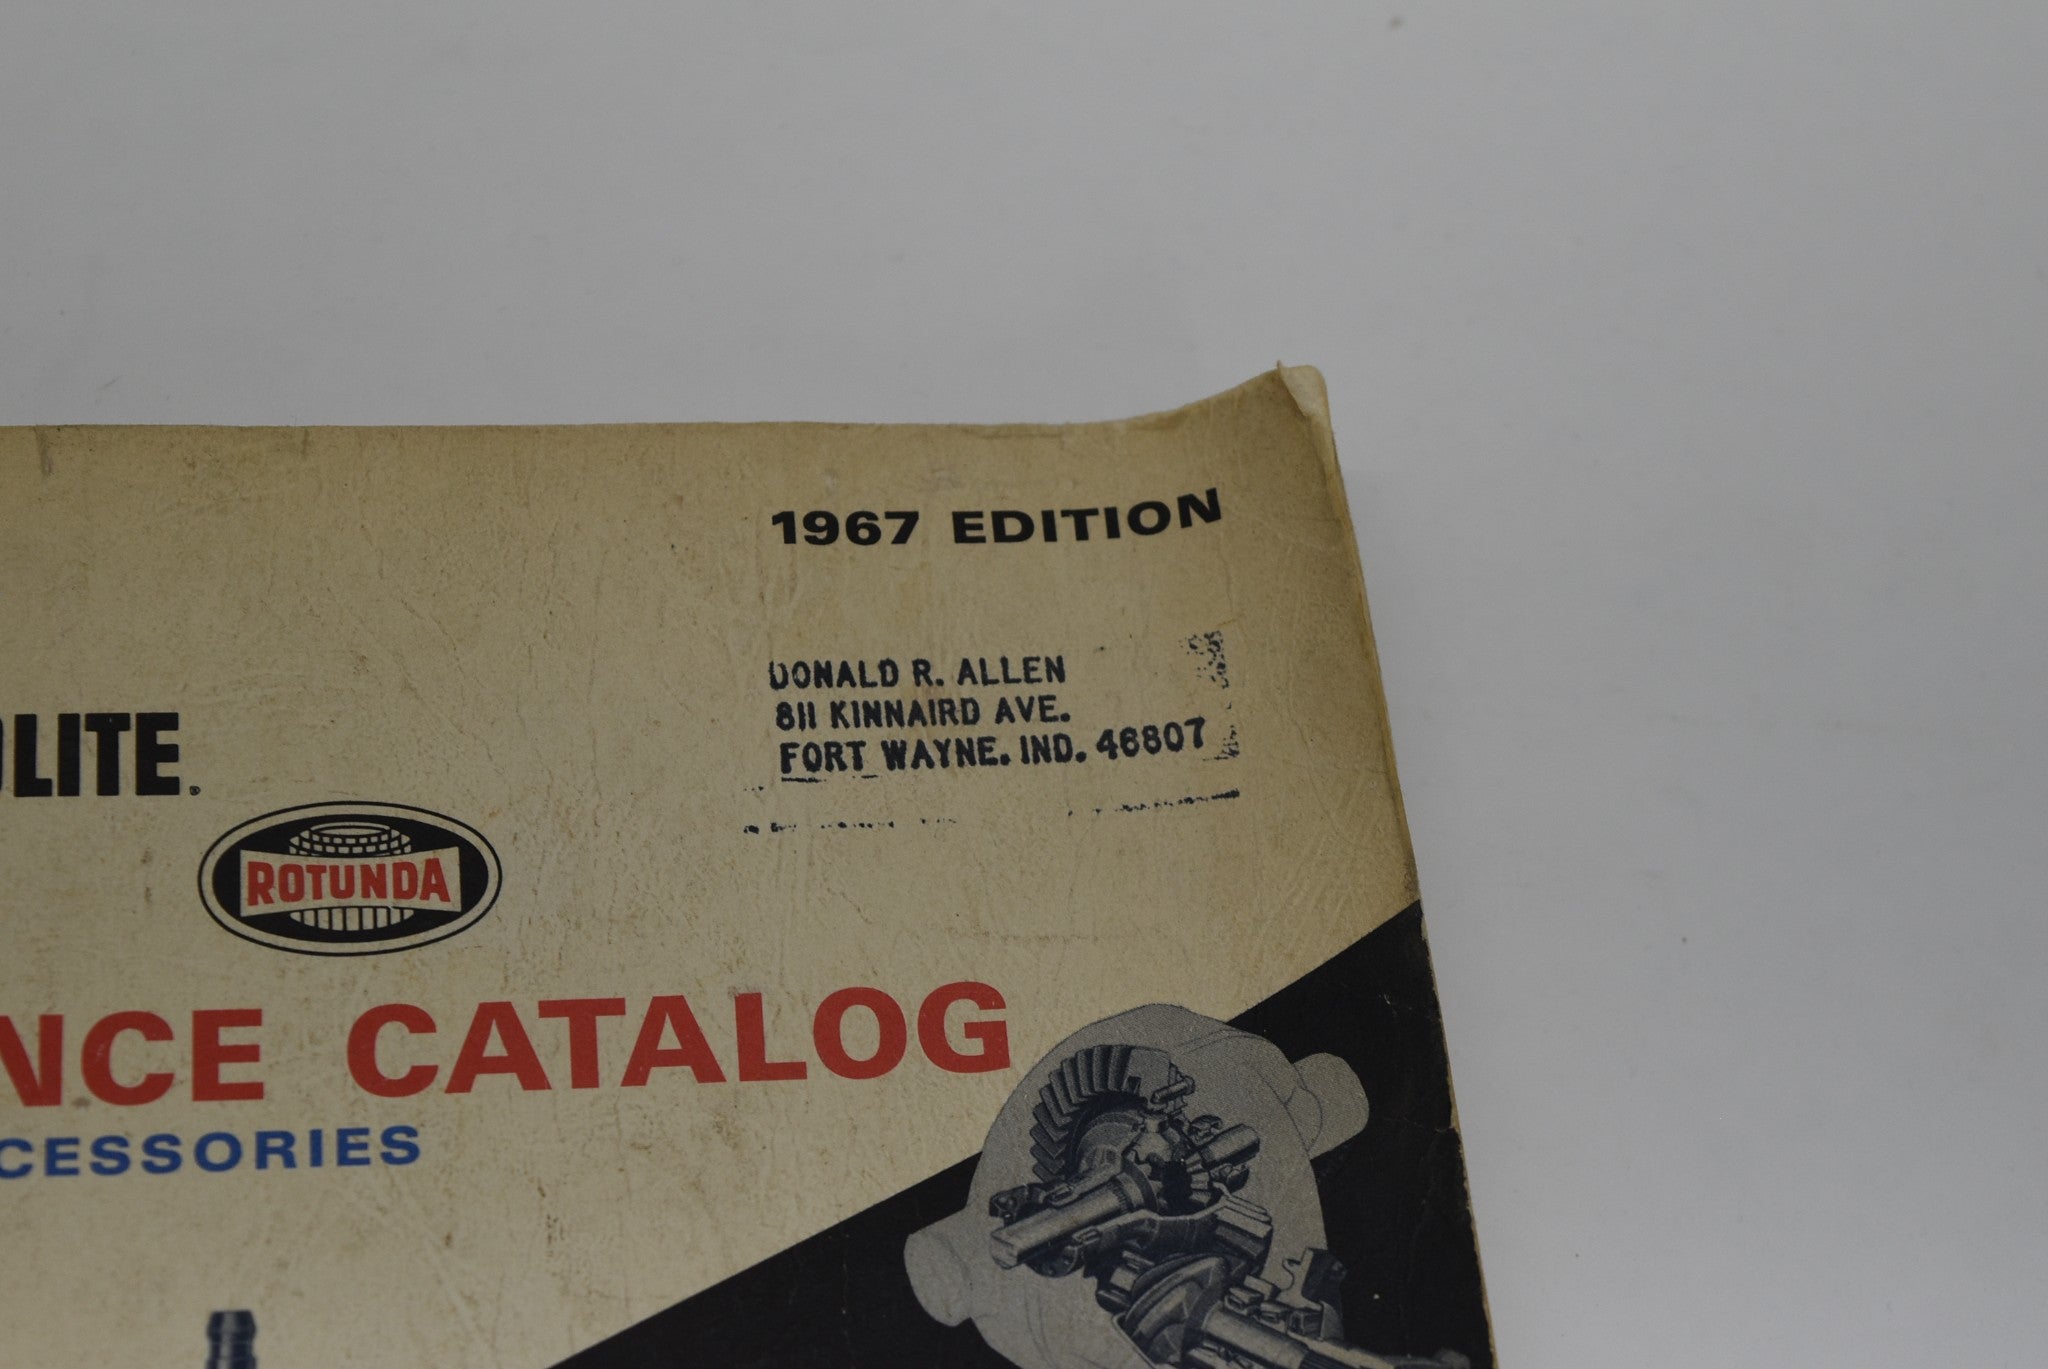 1967 EDITION
DONALD R. ALLEN
811 KINNAIRD AVE.
FORT WAYNE, IND. 46807
OLITE.
ROTUNDA
NCE CATALOG
CESSORIES